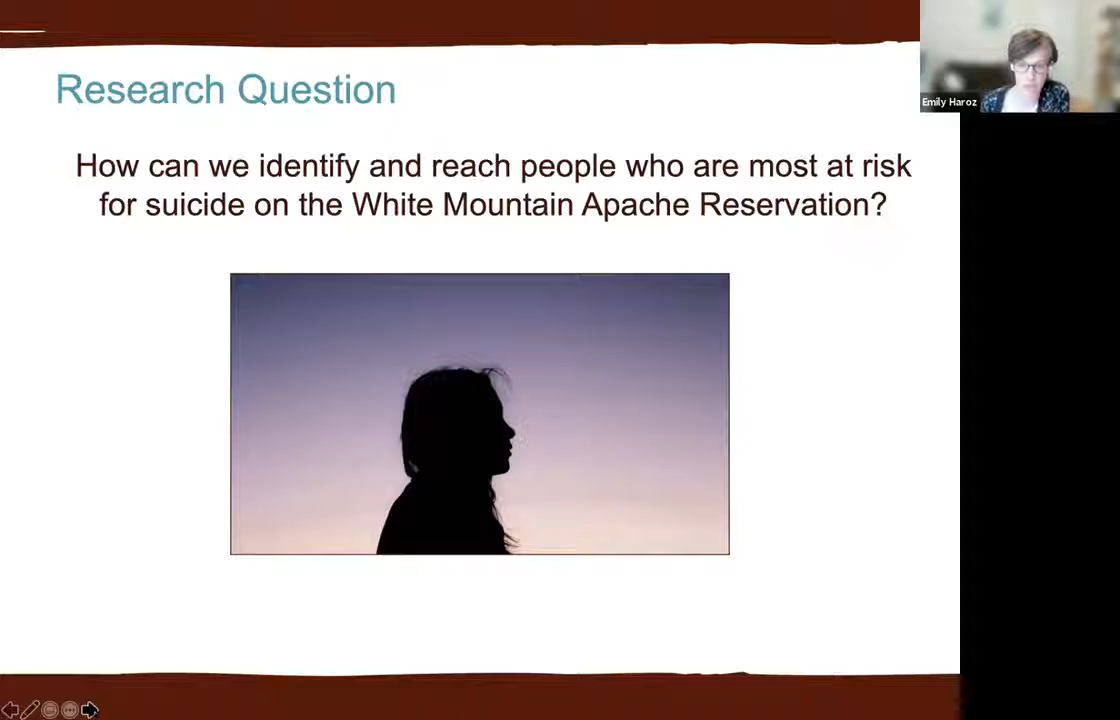 Research Question
How can we identify and reach people who are most at risk
for suicide on the White Mountain Apache Reservation?
Emily Haroz